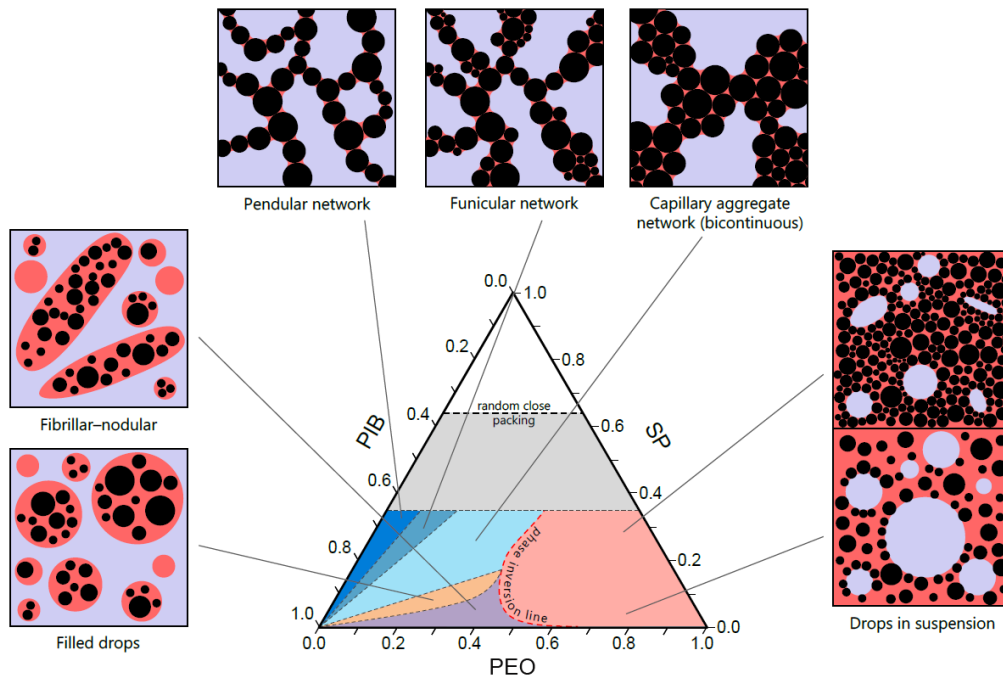 Pendular network
Funicular network
Capillary aggregate
network (bicontinuous)
Fibrillar–nodular
Filled drops
Drops in suspension
0.0
1.0
0.2
0.8
0.4
random close
packing
0.6
PIB
SP
0.6
0.4
0.8
0.2
phase inversion line
1.0
0.0
0.0
0.2
0.4
0.6
0.8
1.0
PEO